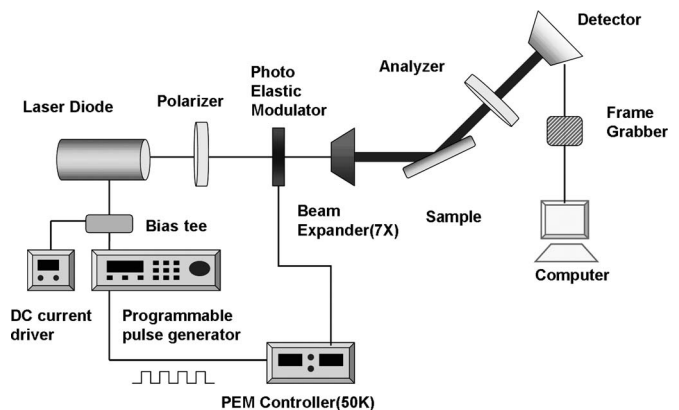 Detector
Photo
Elastic
Modulator
Analyzer
Polarizer
Laser Diode
Frame
Grabber
Beam
Expander(7X)
Sample
Bias tee
Computer
DC current
driver
Programmable
pulse generator
PEM Controller(50K)